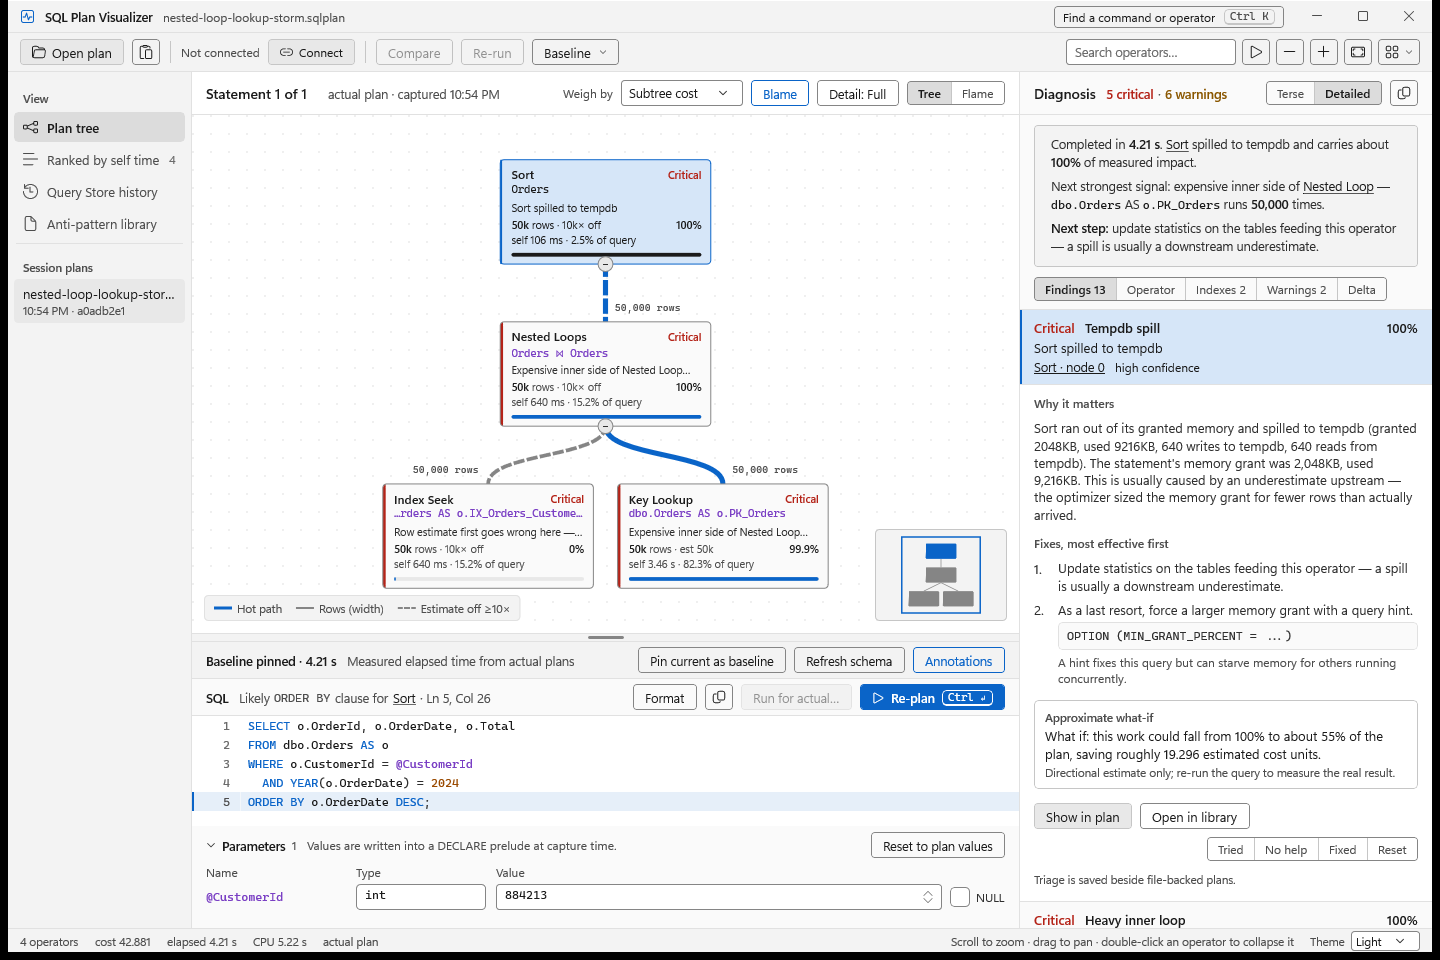 SQL Plan Visualizer nested-loop-lookup-storm.sqlplan
Find a command or operator Ctrl K
Open plan
Not connected
Connect
Compare
Re-run
Baseline
Search operators...
View
Plan tree
Ranked by self time 4
Query Store history
Anti-pattern library
Session plans
nested-loop-lookup-stor...
10:54 PM · a0adb2e1
Statement 1 of 1
actual plan · captured 10:54 PM
Weigh by
Subtree cost
Blame
Detail: Full
Tree
Flame
Sort Critical
Orders
Sort spilled to tempdb
50k rows · 10k× off 100%
self 106 ms · 2.5% of query
50,000 rows
Nested Loops Critical
Orders ⋈ Orders
Expensive inner side of Nested Loop...
50k rows · 10k× off 100%
self 640 ms · 15.2% of query
50,000 rows
50,000 rows
Index Seek Critical
…rders AS o.IX_Orders_Custome…
Row estimate first goes wrong here —...
50k rows · 10k× off 0%
self 640 ms · 15.2% of query
Key Lookup Critical
dbo.Orders AS o.PK_Orders
Expensive inner side of Nested Loop...
50k rows · est 50k 99.9%
self 3.46 s · 82.3% of query
Hot path
Rows (width)
Estimate off ≥10×
Baseline pinned · 4.21 s Measured elapsed time from actual plans
Pin current as baseline
Refresh schema
Annotations
SQL Likely ORDER BY clause for Sort · Ln 5, Col 26
Format
Run for actual...
Re-plan Ctrl ↲
1 SELECT o.OrderId, o.OrderDate, o.Total
2 FROM dbo.Orders AS o
3 WHERE o.CustomerId = @CustomerId
4 AND YEAR(o.OrderDate) = 2024
5 ORDER BY o.OrderDate DESC;
Parameters 1 Values are written into a DECLARE prelude at capture time.
Reset to plan values
Name Type Value
@CustomerId int 884213 NULL
Diagnosis 5 critical · 6 warnings
Terse
Detailed
Completed in 4.21 s. Sort spilled to tempdb and carries about
100% of measured impact.
Next strongest signal: expensive inner side of Nested Loop —
dbo.Orders AS o.PK_Orders runs 50,000 times.
Next step: update statistics on the tables feeding this operator
— a spill is usually a downstream underestimate.
Findings 13
Operator
Indexes 2
Warnings 2
Delta
Critical Tempdb spill 100%
Sort spilled to tempdb
Sort · node 0 high confidence
Why it matters
Sort ran out of its granted memory and spilled to tempdb (granted
2048KB, used 9216KB, 640 writes to tempdb, 640 reads from
tempdb). The statement's memory grant was 2,048KB, used
9,216KB. This is usually caused by an underestimate upstream —
the optimizer sized the memory grant for fewer rows than actually
arrived.
Fixes, most effective first
1. Update statistics on the tables feeding this operator — a spill
is usually a downstream underestimate.
2. As a last resort, force a larger memory grant with a query hint.
OPTION (MIN_GRANT_PERCENT = ...)
A hint fixes this query but can starve memory for others running
concurrently.
Approximate what-if
What if: this work could fall from 100% to about 55% of the
plan, saving roughly 19.296 estimated cost units.
Directional estimate only; re-run the query to measure the real result.
Show in plan
Open in library
Tried
No help
Fixed
Reset
Triage is saved beside file-backed plans.
Critical Heavy inner loop 100%
4 operators cost 42.881 elapsed 4.21 s CPU 5.22 s actual plan
Scroll to zoom · drag to pan · double-click an operator to collapse it
Theme Light